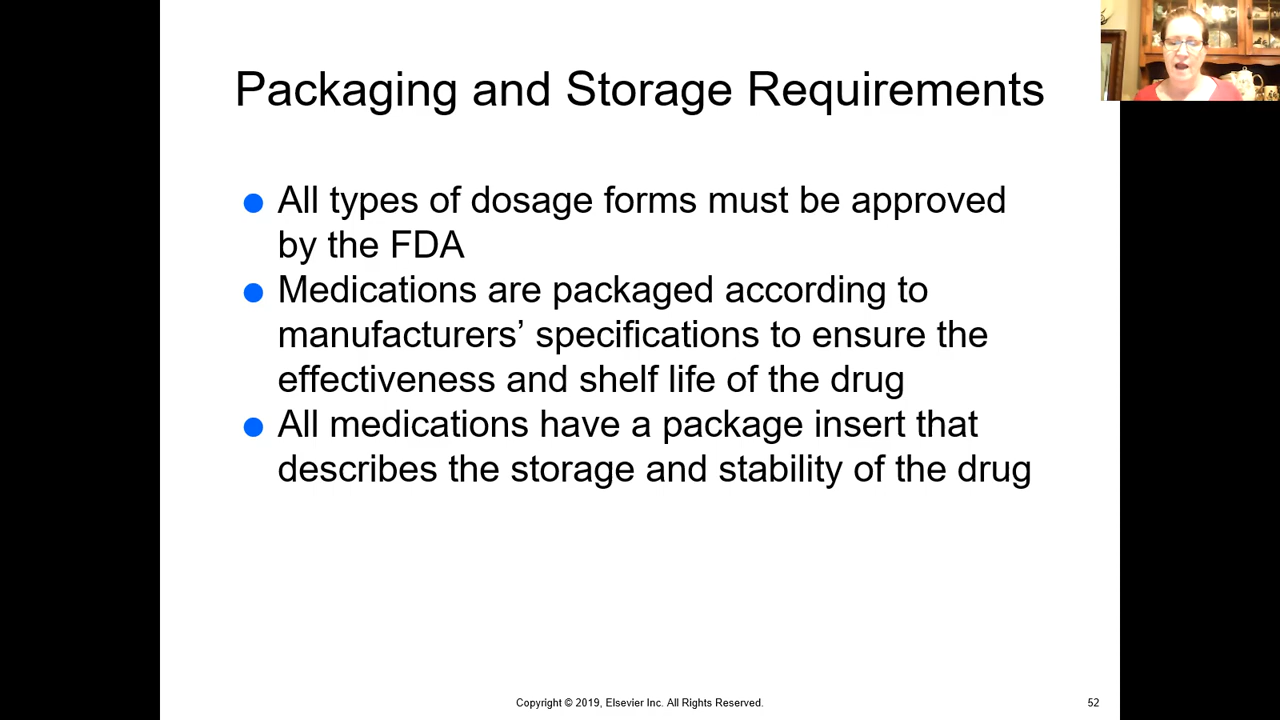 Packaging and Storage Requirements
All types of dosage forms must be approved
by the FDA
Medications are packaged according to
manufacturers’ specifications to ensure the
effectiveness and shelf life of the drug
All medications have a package insert that
describes the storage and stability of the drug
Copyright © 2019, Elsevier Inc. All Rights Reserved.
52